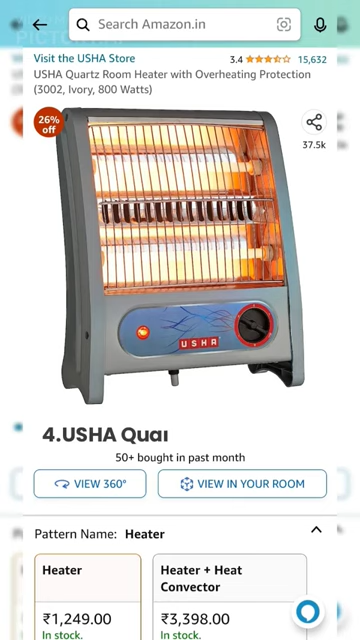 Search Amazon.in
Visit the USHA Store
3.4
15,632
USHA Quartz Room Heater with Overheating Protection
(3002, Ivory, 800 Watts)
26%
off
37.5k
USHA
4.USHA Quar
50+ bought in past month
VIEW 360°
VIEW IN YOUR ROOM
Pattern Name: Heater
Heater
Heater + Heat
Convector
₹1,249.00
₹3,398.00
In stock.
In stock.